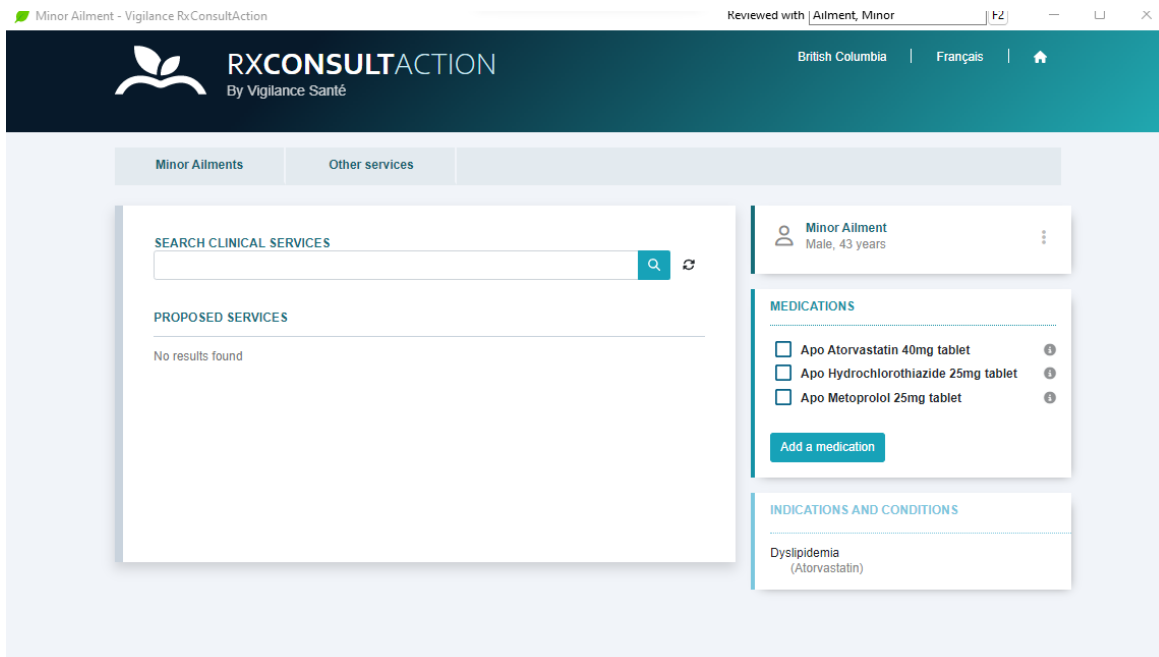 Minor Ailment - Vigilance RxConsultAction
Reviewed with Ailment, Minor F2
RXCONSULTACTION
By Vigilance Santé
British Columbia | Français |
Minor Ailments
Other services
SEARCH CLINICAL SERVICES
PROPOSED SERVICES
No results found
Minor Ailment
Male, 43 years
MEDICATIONS
Apo Atorvastatin 40mg tablet
Apo Hydrochlorothiazide 25mg tablet
Apo Metoprolol 25mg tablet
Add a medication
INDICATIONS AND CONDITIONS
Dyslipidemia
(Atorvastatin)